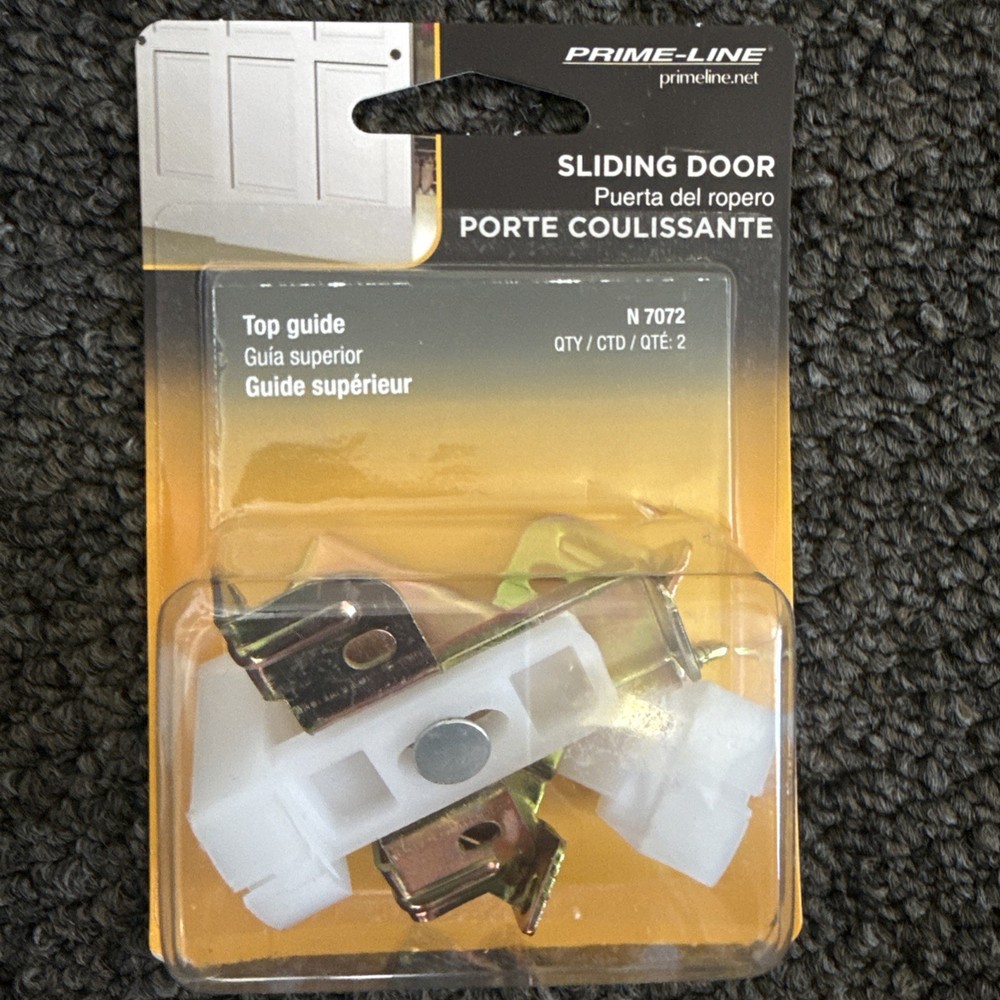 PRIME-LINE®
primeline.net
SLIDING DOOR
Puerta del ropero
PORTE COULISSANTE
Top guide
Guía superior
Guide supérieur
N 7072
QTY / CTD / QTÉ: 2